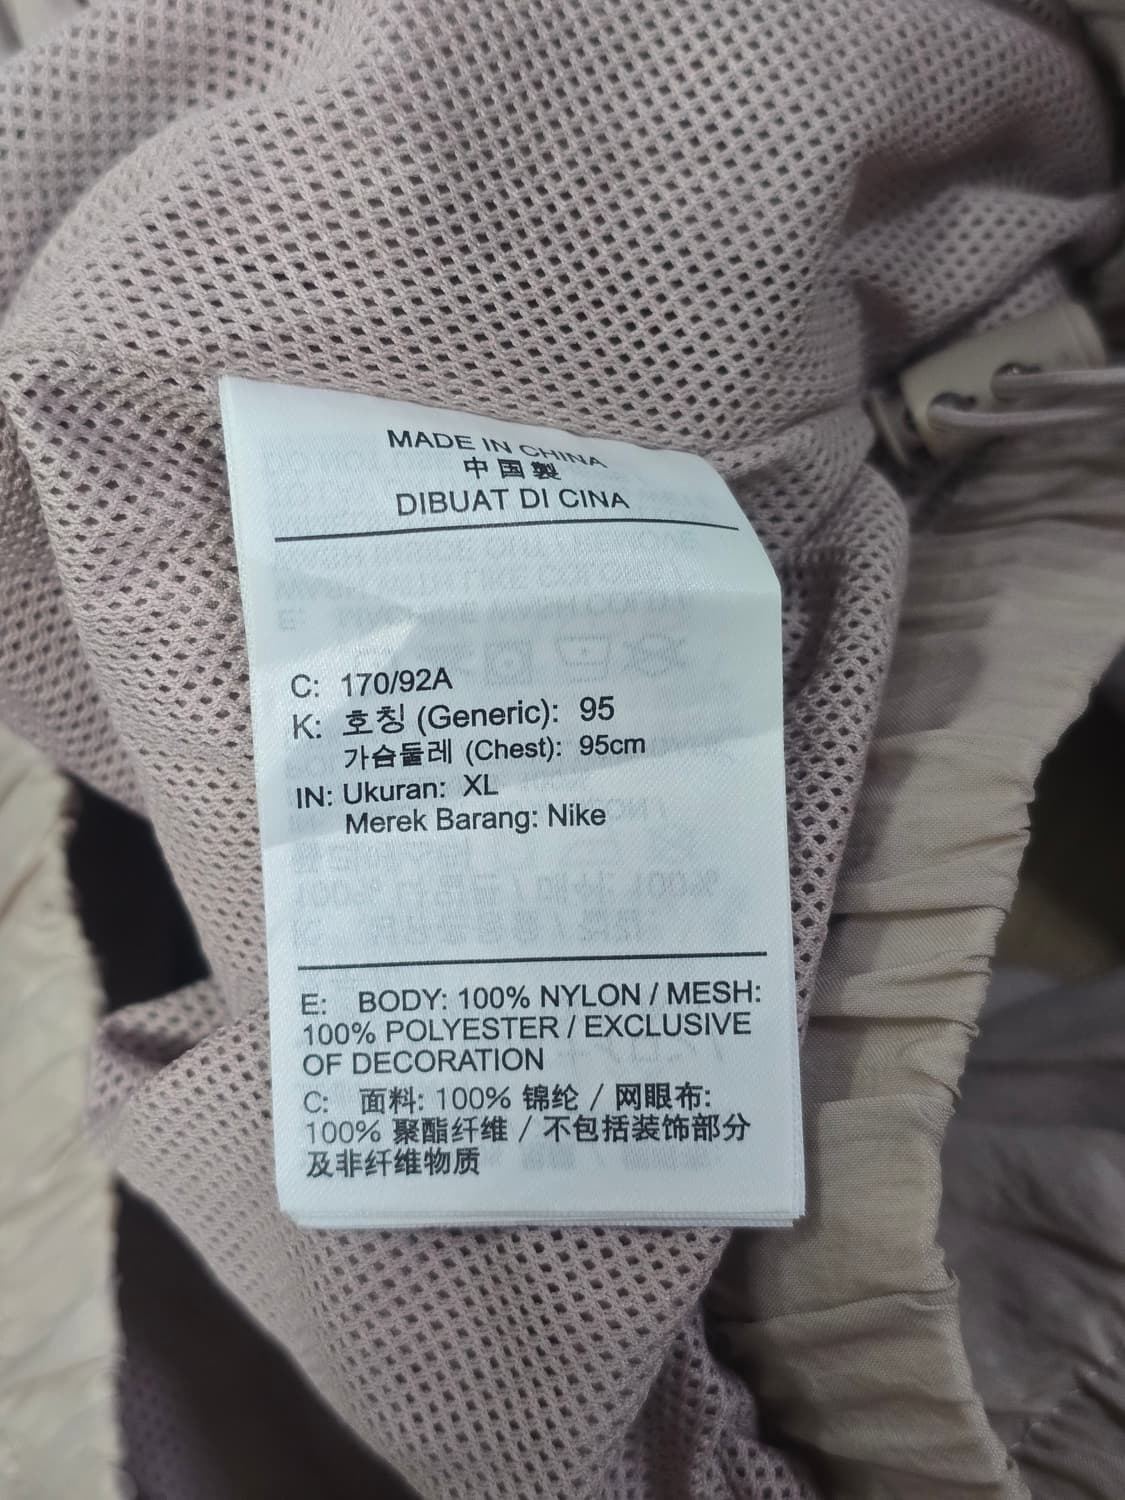 MADE IN CHINA
中国製
DIBUAT DI CINA
C: 170/92A
K: 호칭 (Generic): 95
가슴둘레 (Chest): 95cm
IN: Ukuran: XL
Merek Barang: Nike
E: BODY: 100% NYLON / MESH:
100% POLYESTER / EXCLUSIVE
OF DECORATION
C: 面料: 100% 锦纶 / 网眼布:
100% 聚酯纤维 / 不包括装饰部分
及非纤维物质